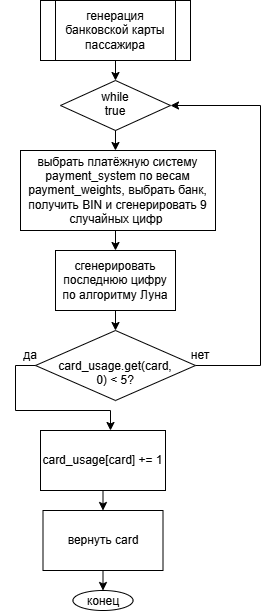 генерация
банковской карты
пассажира
while
true
выбрать платёжную систему
payment_system по весам
payment_weights, выбрать банк,
получить BIN и сгенерировать 9
случайных цифр
сгенерировать
последнюю цифру
по алгоритму Луна
да
нет
card_usage.get(card,
0) < 5?
card_usage[card] += 1
вернуть card
конец